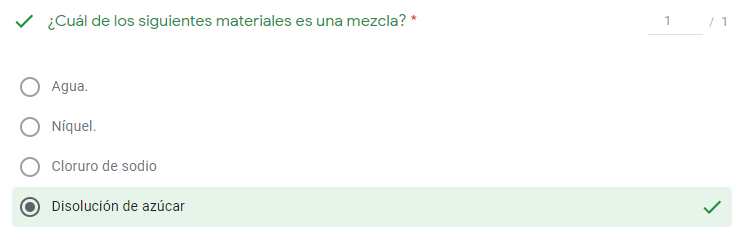 ¿Cuál de los siguientes materiales es una mezcla? * 1 / 1
Agua.
Níquel.
Cloruro de sodio
Disolución de azúcar